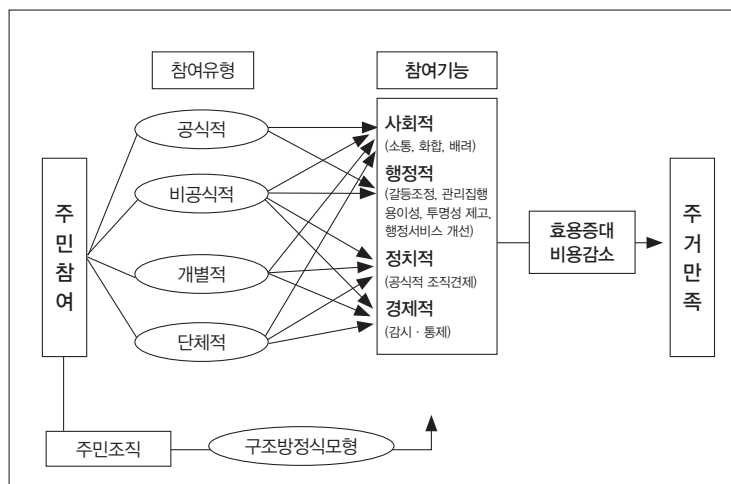 참여유형
참여기능
공식적
비공식적
개별적
단체적
주민참여
사회적
(소통, 화합, 배려)
행정적
(갈등조정, 관리집행
용이성, 투명성 제고,
행정서비스 개선)
정치적
(공식적 조직견제)
경제적
(감시 · 통제)
효용증대
비용감소
주거만족
주민조직
구조방정식모형